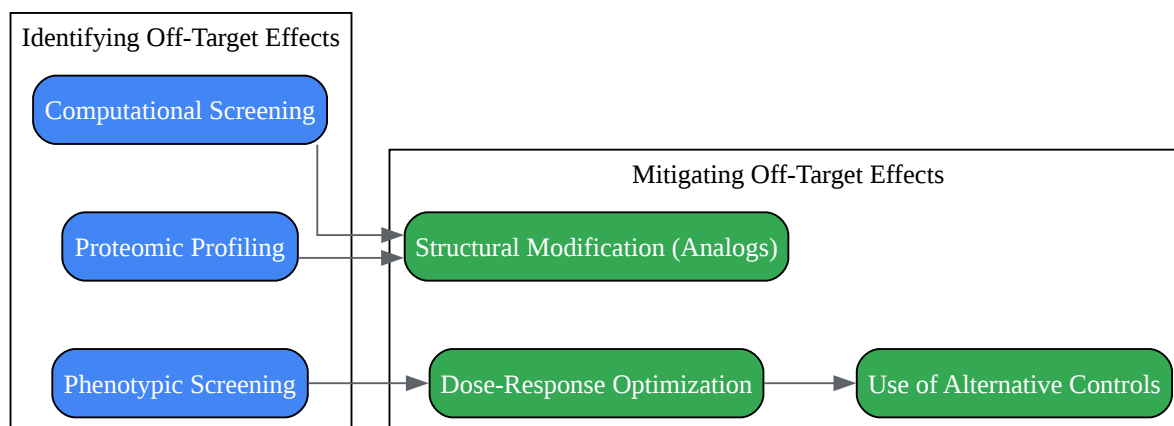 Identifying Off-Target Effects
Computational Screening
Mitigating Off-Target Effects
Proteomic Profiling
Structural Modification (Analogs)
Phenotypic Screening
Dose-Response Optimization
Use of Alternative Controls